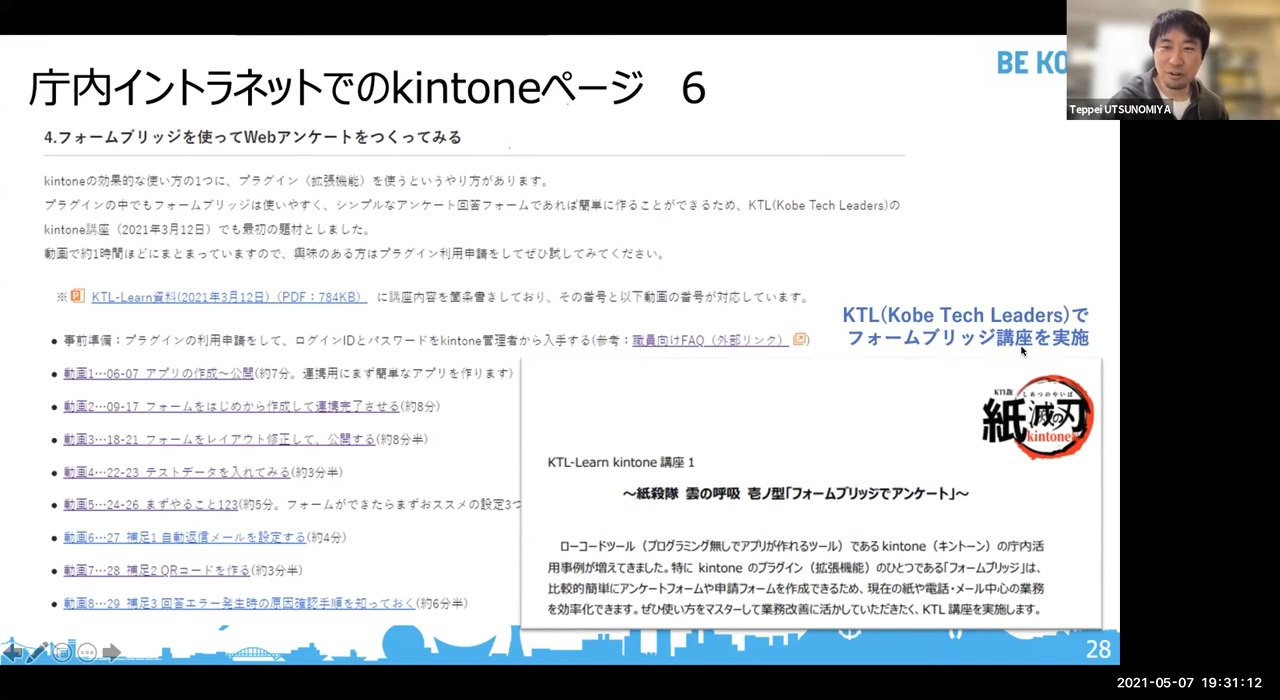 庁内イントラネットでのkintoneページ 6
BE KO
Teppei UTSUNOMIYA
4.フォームブリッジを使ってWebアンケートをつくってみる
kintoneの効果的な使い方の1つに、プラグイン（拡張機能）を使うというやり方があります。
プラグインの中でもフォームブリッジは使いやすく、シンプルなアンケート回答フォームであれば簡単に作ることができるため、KTL(Kobe Tech Leaders)の
kintone講座（2021年3月12日）でも最初の題材としました。
動画で約1時間ほどにまとまっていますので、興味のある方はプラグイン利用申請をしてぜひ試してみてください。
※ KTL-Learn資料(2021年3月12日)（PDF：784KB） に講座内容を箇条書きしており、その番号と以下動画の番号が対応しています。
KTL(Kobe Tech Leaders)で
フォームブリッジ講座を実施
● 事前準備：プラグインの利用申請をして、ログインIDとパスワードをkintone管理者から入手する(参考：職員向けFAQ（外部リンク）)
● 動画1…06-07 アプリの作成～公開(約7分。連携用にまず簡単なアプリを作ります)
● 動画2…09-17 フォームをはじめから作成して連携完了させる(約8分)
● 動画3…18-21 フォームをレイアウト修正して、公開する(約8分半)
● 動画4…22-23 テストデータを入れてみる(約3分半)
● 動画5…24-26 まずやること123(約5分。フォームができたらまずおススメの設定3つ
● 動画6…27 補足1 自動返信メールを設定する(約4分)
● 動画7…28 補足2 QRコードを作る(約3分半)
● 動画8…29 補足3 回答エラー発生時の原因確認手順を知っておく(約6分半)
KTL版 しめつのやいば
紙滅の刃
kintone
KTL-Learn kintone 講座 1
～紙殺隊 雲の呼吸 壱ノ型「フォームブリッジでアンケート」～
ローコードツール（プログラミング無しでアプリが作れるツール）である kintone（キントーン）の庁内活
用事例が増えてきました。特に kintone のプラグイン（拡張機能）のひとつである「フォームブリッジ」は、
比較的簡単にアンケートフォームや申請フォームを作成できるため、現在の紙や電話・メール中心の業務
を効率化できます。ぜひ使い方をマスターして業務改善に活かしていただきたく、KTL 講座を実施します。
28
2021-05-07 19:31:12